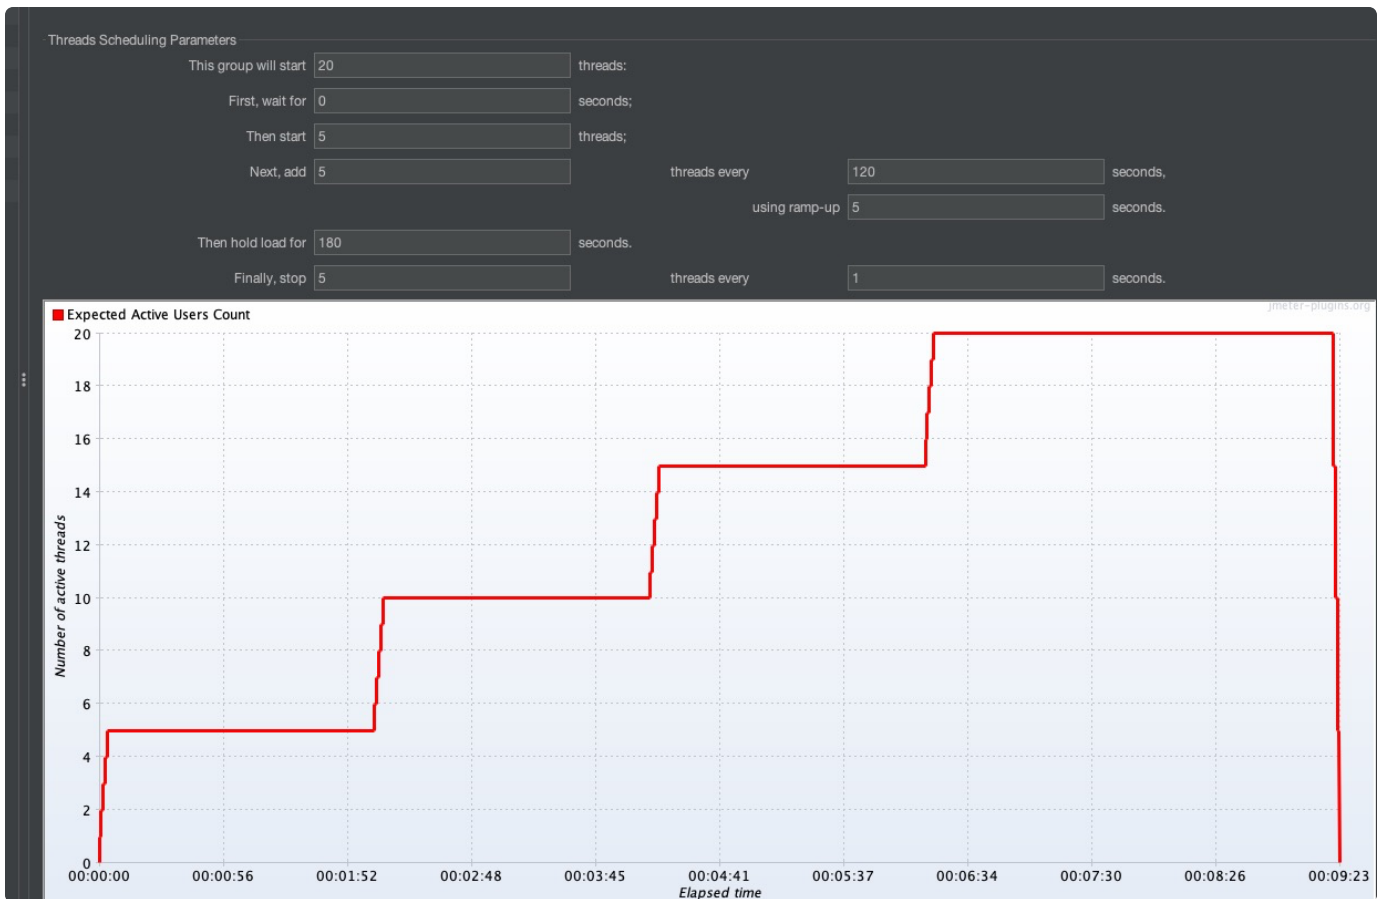 Threads Scheduling Parameters
This group will start 20 threads:
First, wait for 0 seconds;
Then start 5 threads;
Next, add 5 threads every 120 seconds,
using ramp-up 5 seconds.
Then hold load for 180 seconds.
Finally, stop 5 threads every 1 seconds.
jmeter-plugins.org
Expected Active Users Count
20
18
16
14
12
10
8
6
4
2
0
Number of active threads
00:00:00 00:00:56 00:01:52 00:02:48 00:03:45 00:04:41 00:05:37 00:06:34 00:07:30 00:08:26 00:09:23
Elapsed time